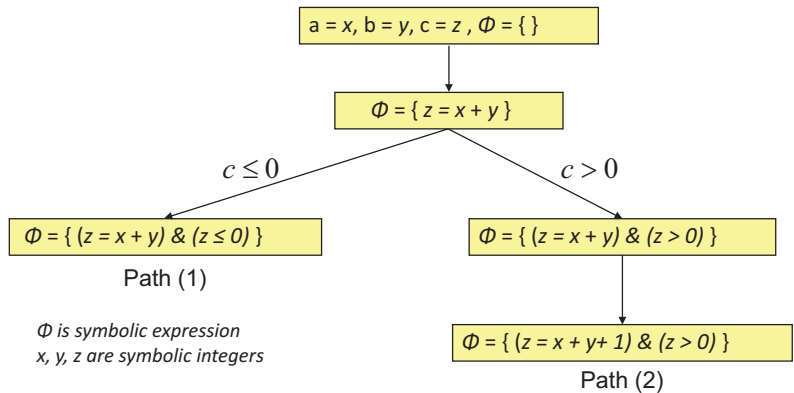 a = x, b = y, c = z , Φ = { }
Φ = { z = x + y }
c ≤ 0
c > 0
Φ = { (z = x + y) & (z ≤ 0) }
Φ = { (z = x + y) & (z > 0) }
Path (1)
Φ is symbolic expression
x, y, z are symbolic integers
Φ = { (z = x + y+ 1) & (z > 0) }
Path (2)